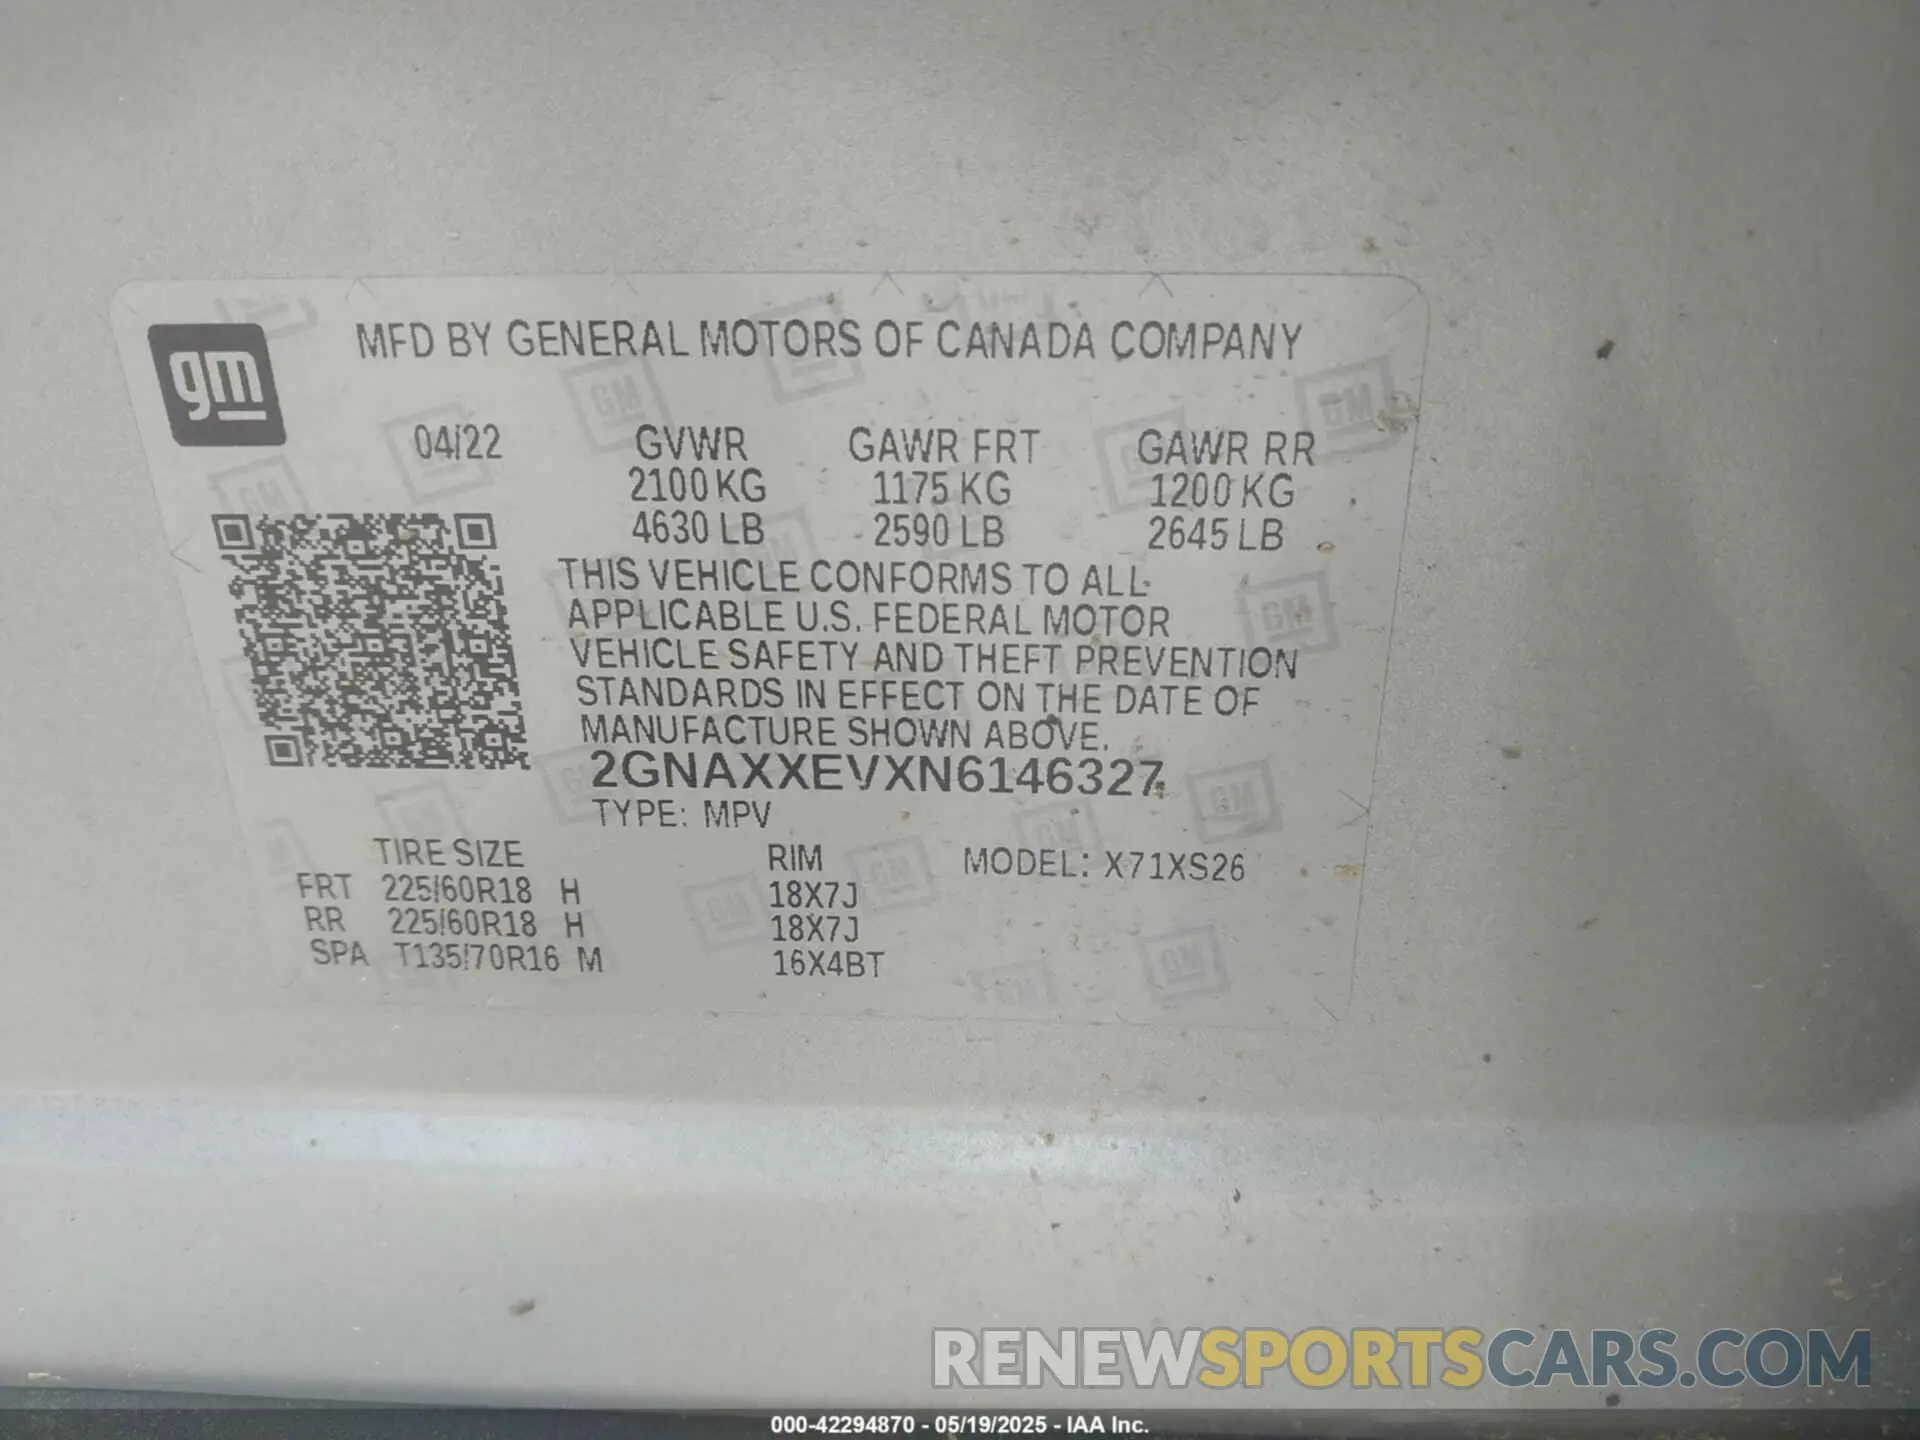 gm
MFD BY GENERAL MOTORS OF CANADA COMPANY
04/22 GVWR GAWR FRT GAWR RR
2100 KG 1175 KG 1200 KG
4630 LB 2590 LB 2645 LB
THIS VEHICLE CONFORMS TO ALL
APPLICABLE U.S. FEDERAL MOTOR
VEHICLE SAFETY AND THEFT PREVENTION
STANDARDS IN EFFECT ON THE DATE OF
MANUFACTURE SHOWN ABOVE.
2GNAXXEVXN6146327
TYPE: MPV
TIRE SIZE RIM MODEL: X71XS26
FRT 225/60R18 H 18X7J
RR 225/60R18 H 18X7J
SPA T135/70R16 M 16X4BT
RENEWSPORTSCARS.COM
000-42294870 - 05/19/2025 - IAA Inc.